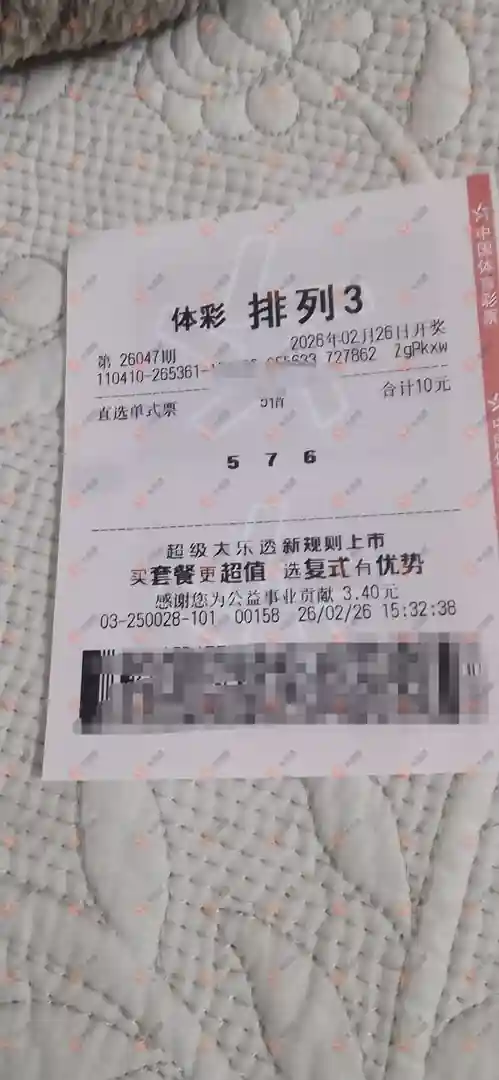 中国体育彩票
体彩 排列3
第 26047期 2026年02月26日开奖
110410-265361- 727862 ZgPkxw
直选单式票 合计10元
5 7 6
超级大乐透新规则上市
买套餐更超值 选复式有优势
感谢您为公益事业贡献 3.40元
03-250028-101 00158 26/02/26 15:32:38